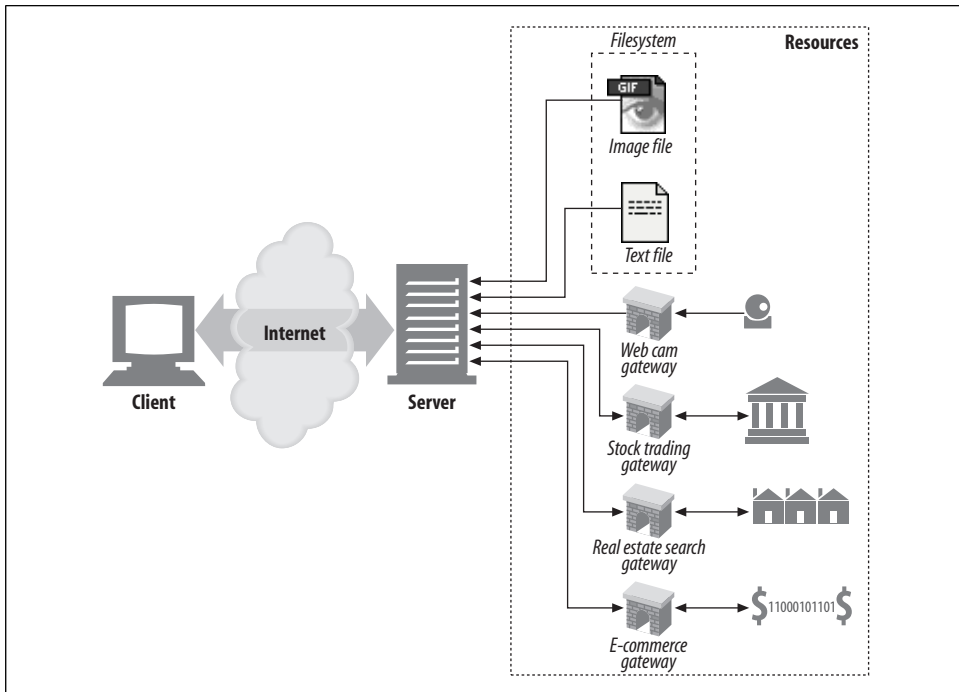 Filesystem
Resources
GIF
Image file
Text file
Internet
Client
Server
Web cam
gateway
Stock trading
gateway
Real estate search
gateway
$11000101101$
E-commerce
gateway